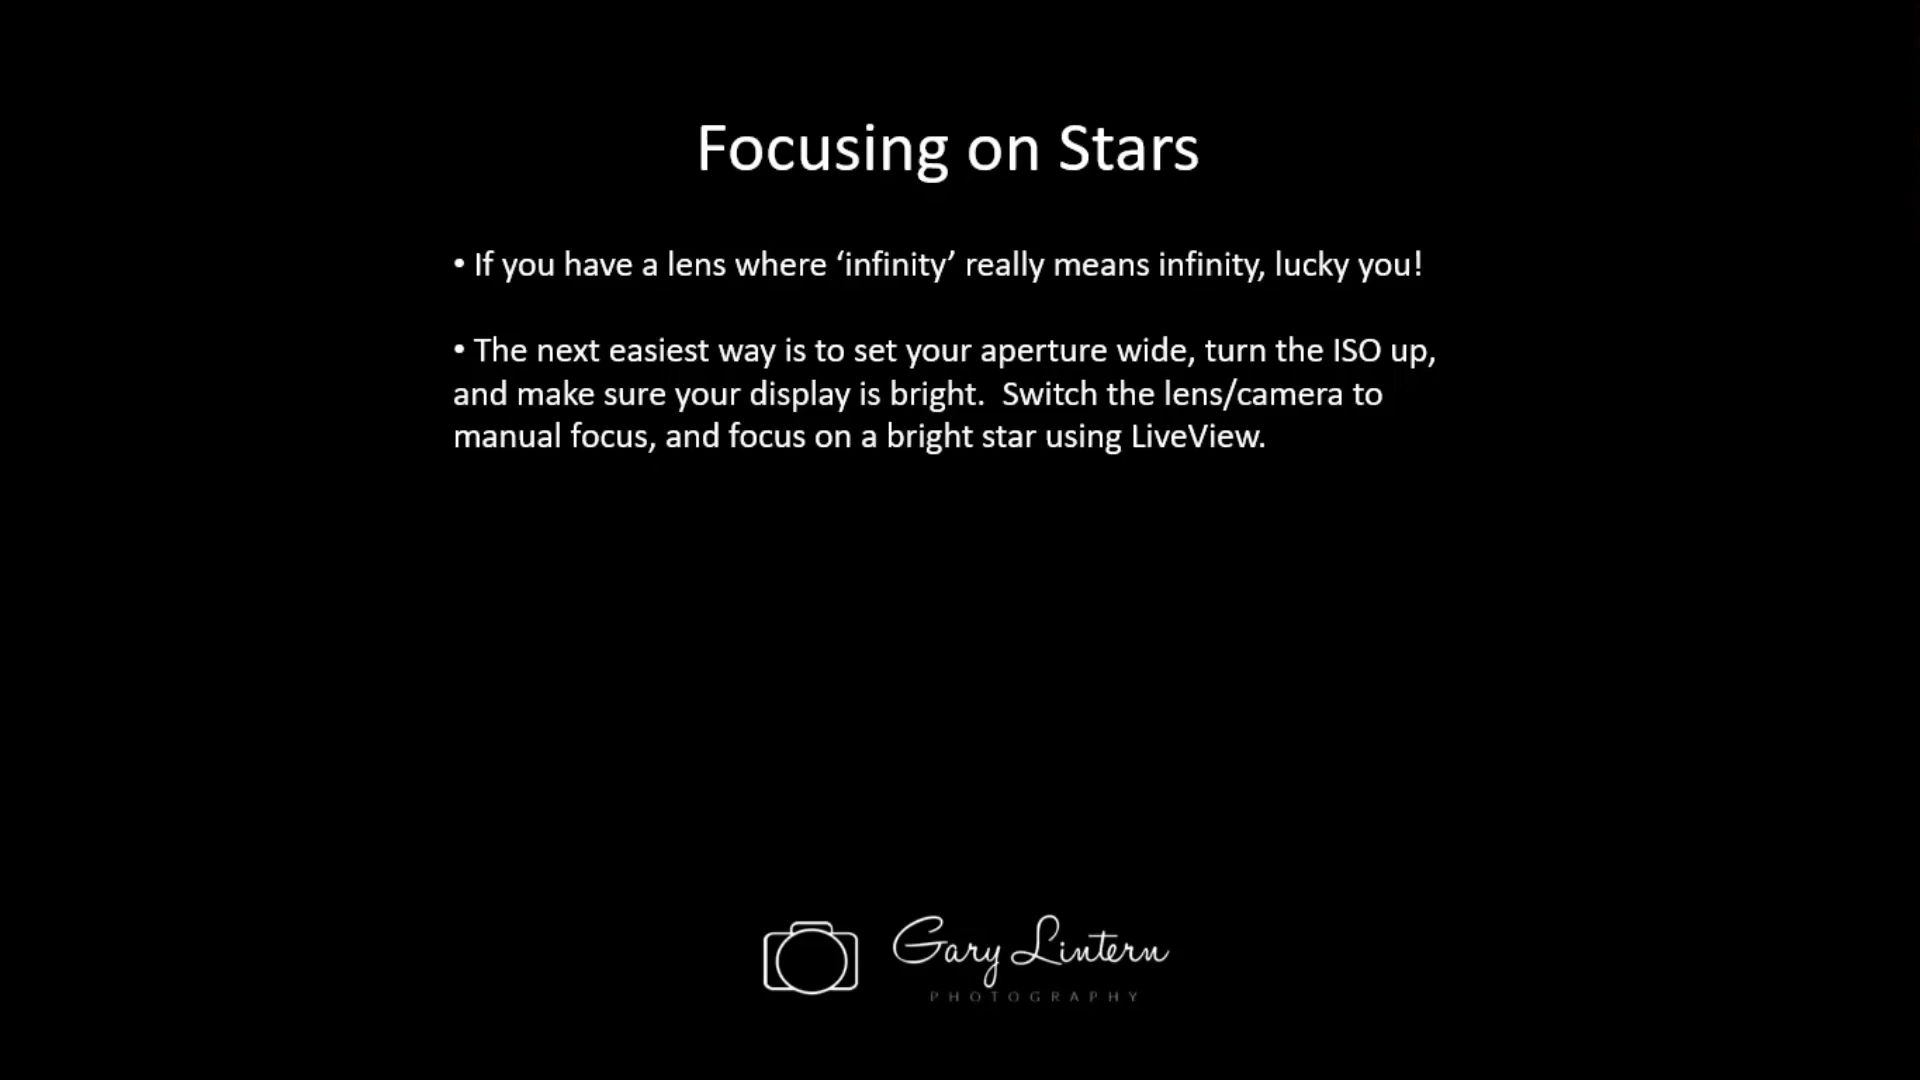 Focusing on Stars
• If you have a lens where ‘infinity’ really means infinity, lucky you!
• The next easiest way is to set your aperture wide, turn the ISO up,
and make sure your display is bright.  Switch the lens/camera to
manual focus, and focus on a bright star using LiveView.
Gary Lintern
PHOTOGRAPHY